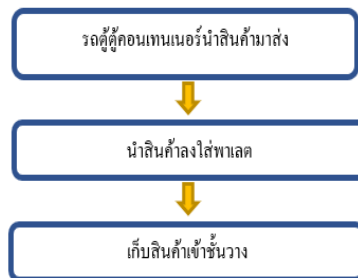 รถตู้ตู้คอนเทนเนอร์นำสินค้ามาส่ง
นำสินค้าลงใส่พาเลต
เก็บสินค้าเข้าชั้นวาง